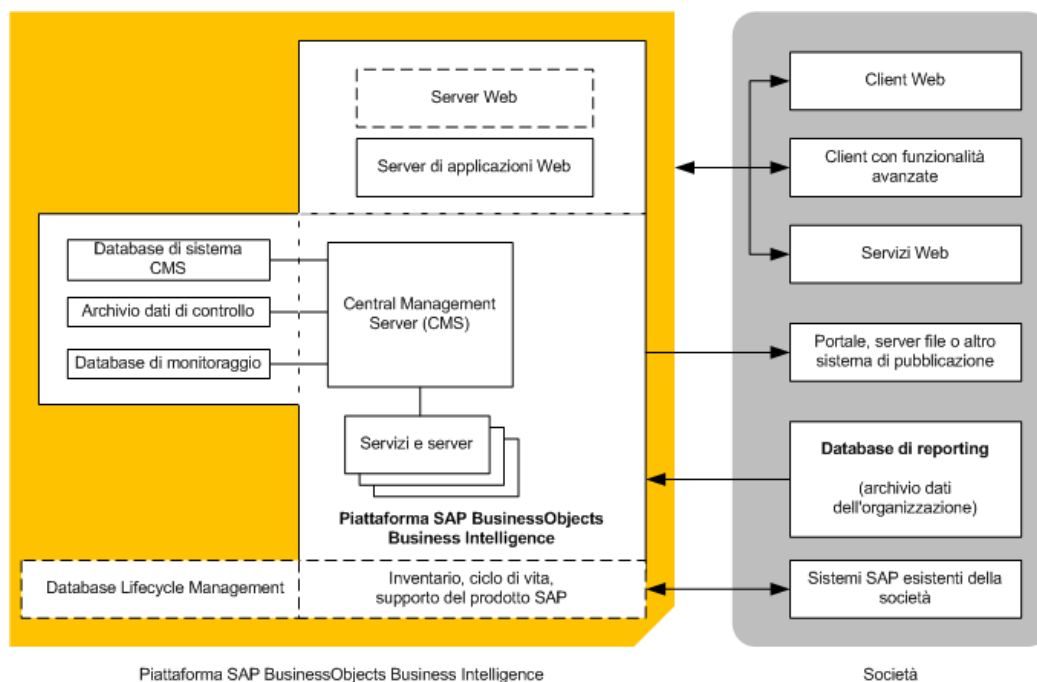 Server Web
Server di applicazioni Web
Database di sistema
CMS
Archivio dati di controllo
Database di monitoraggio
Central Management
Server (CMS)
Servizi e server
Piattaforma SAP BusinessObjects
Business Intelligence
Database Lifecycle Management
Inventario, ciclo di vita,
supporto del prodotto SAP
Client Web
Client con funzionalità
avanzate
Servizi Web
Portale, server file o altro
sistema di pubblicazione
Database di reporting
(archivio dati
dell'organizzazione)
Sistemi SAP esistenti della
società
Piattaforma SAP BusinessObjects Business Intelligence
Società